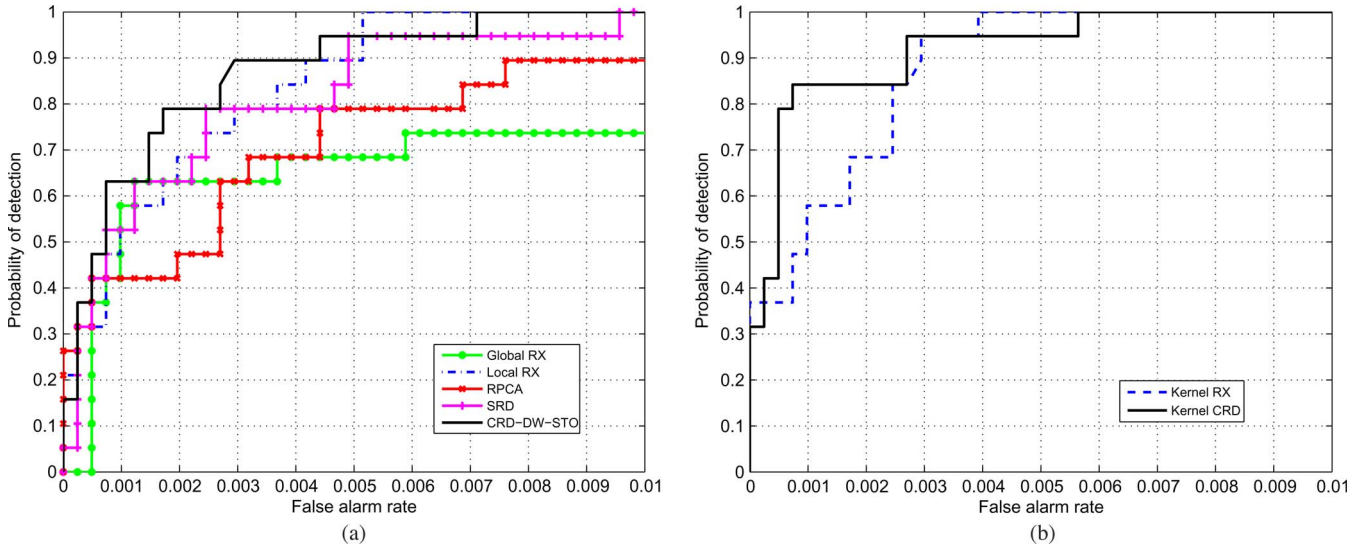 1
0.9
0.8
0.7
0.6
0.5
0.4
0.3
0.2
0.1
0
Probability of detection
Global RX
Local RX
RPCA
SRD
CRD-DW-STO
0 0.001 0.002 0.003 0.004 0.005 0.006 0.007 0.008 0.009 0.01
False alarm rate
(a)
1
0.9
0.8
0.7
0.6
0.5
0.4
0.3
0.2
0.1
0
Probability of detection
Kernel RX
Kernel CRD
0 0.001 0.002 0.003 0.004 0.005 0.006 0.007 0.008 0.009 0.01
False alarm rate
(b)